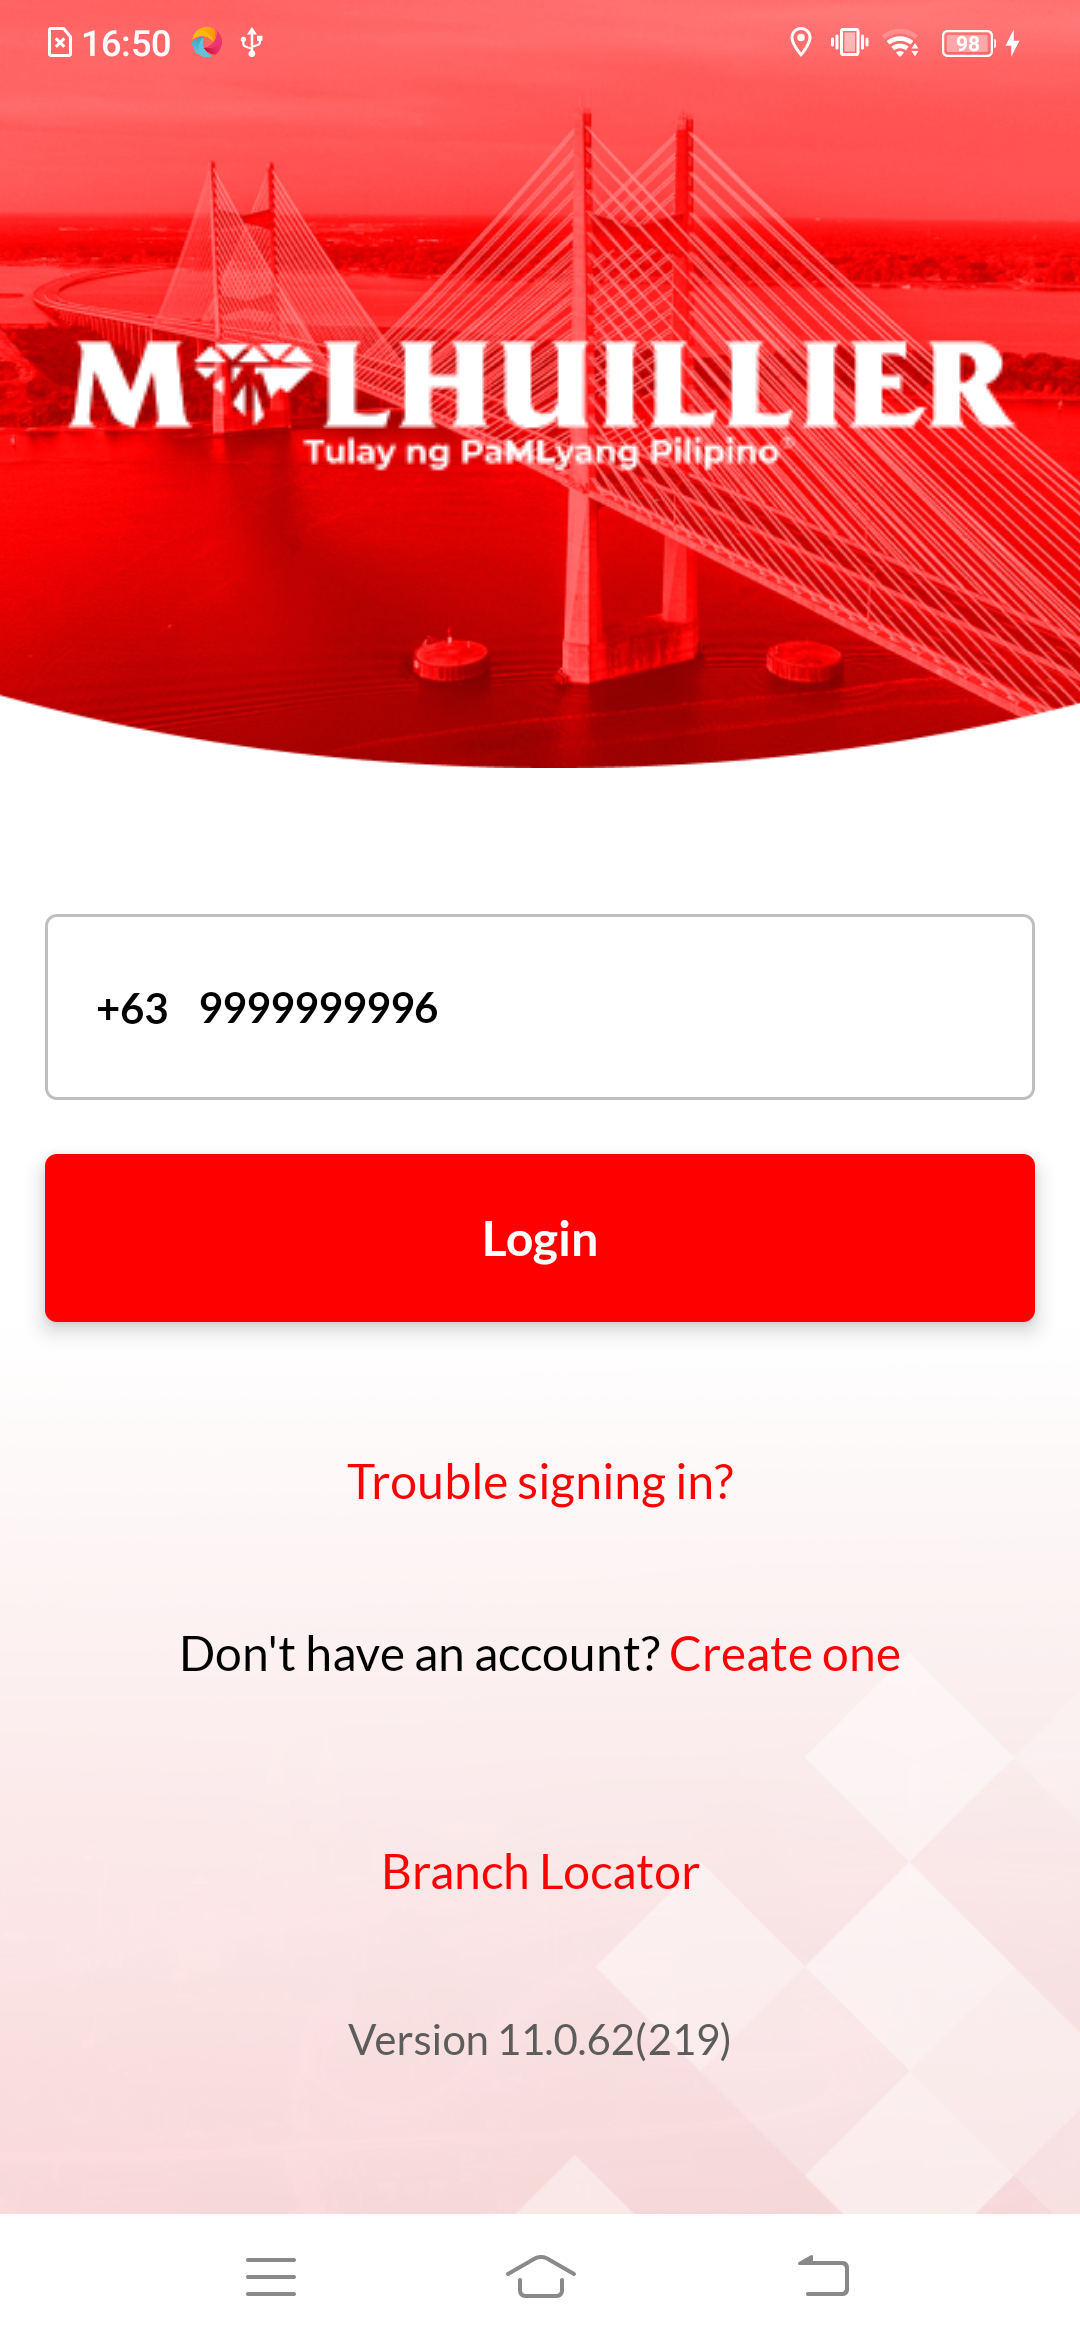 16:50
98
M LHUILLIER
Tulay ng PaMLyang Pilipino®
+63 9999999996
Login
Trouble signing in?
Don't have an account? Create one
Branch Locator
Version 11.0.62(219)